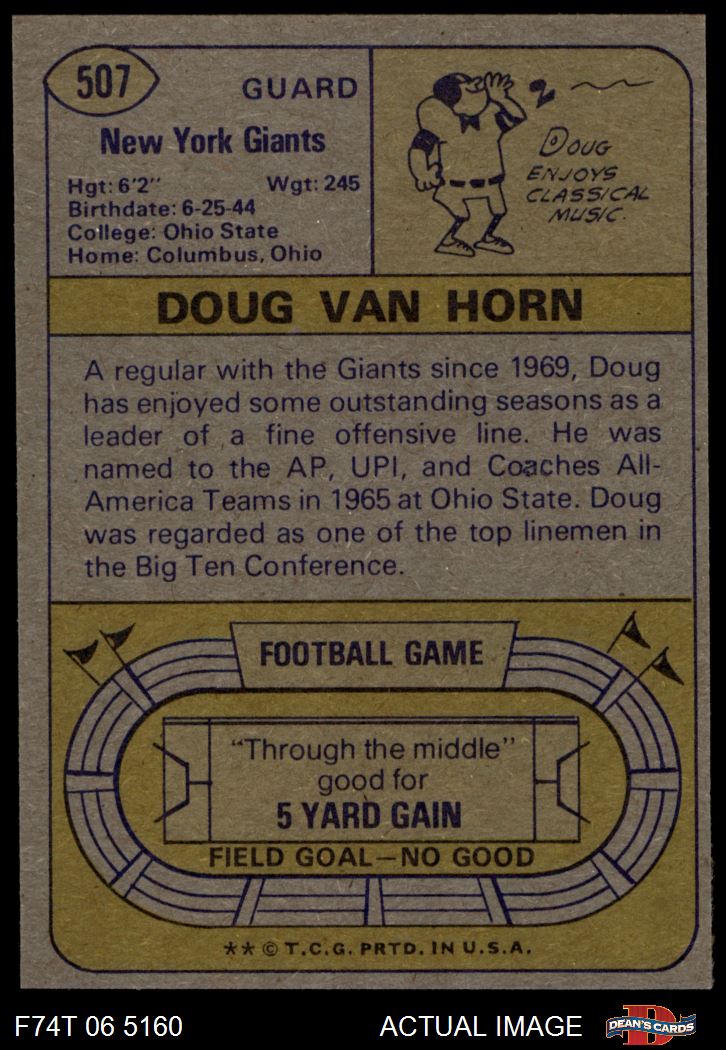 507
GUARD
New York Giants
Hgt: 6'2" Wgt: 245
Birthdate: 6-25-44
College: Ohio State
Home: Columbus, Ohio
DOUG
ENJOYS
CLASSICAL
MUSIC.
DOUG VAN HORN
A regular with the Giants since 1969, Doug
has enjoyed some outstanding seasons as a
leader of a fine offensive line. He was
named to the AP, UPI, and Coaches All-
America Teams in 1965 at Ohio State. Doug
was regarded as one of the top linemen in
the Big Ten Conference.
FOOTBALL GAME
"Through the middle"
good for
5 YARD GAIN
FIELD GOAL—NO GOOD
** © T.C.G. PRTD. IN U.S.A.
F74T 06 5160
ACTUAL IMAGE
D
DEAN'S CARDS